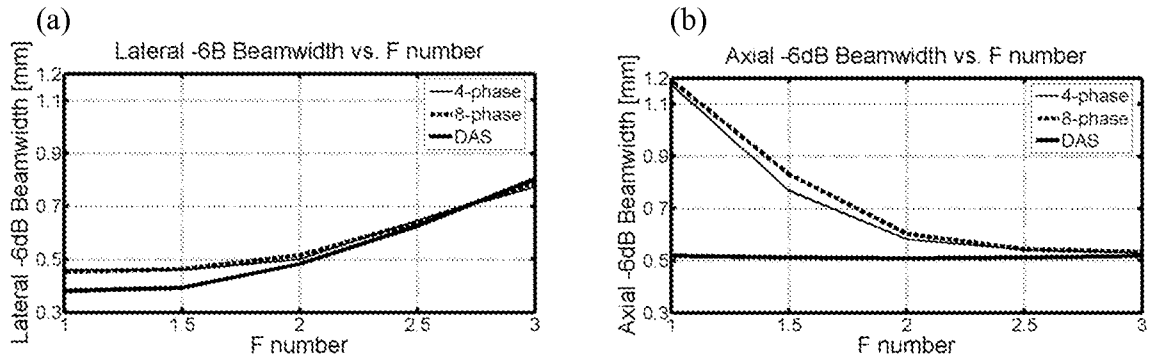 (a)
Lateral -6B Beamwidth vs. F number
Lateral -6dB Beamwidth [mm]
1.2
1.1
0.9
0.7
0.5
0.3
4-phase
8-phase
DAS
1
1.5
2
2.5
3
F number
(b)
Axial -6dB Beamwidth vs. F number
Axial -6dB Beamwidth [mm]
1.2
1.1
0.9
0.7
0.5
0.3
4-phase
8-phase
DAS
1
1.5
2
2.5
3
F number